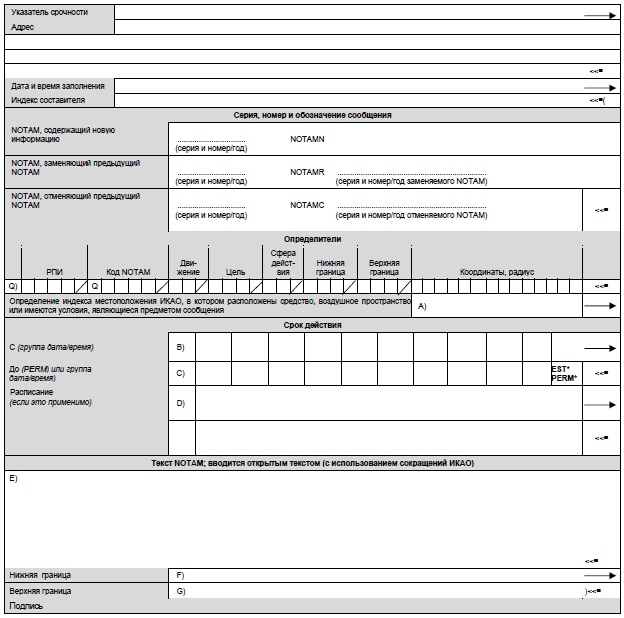 Указатель срочности
Адрес
<<≡
Дата и время заполнения
Индекс составителя <<≡(
Серия, номер и обозначение сообщения
NOTAM, содержащий новую
информацию
.............................. NOTAMN
(серия и номер/год)
NOTAM, заменяющий предыдущий
NOTAM
.............................. NOTAMR ..................................................................
(серия и номер/год) (серия и номер/год заменяемого NOTAM)
NOTAM, отменяющий предыдущий
NOTAM
.............................. NOTAMC ..................................................................
(серия и номер/год) (серия и номер/год отменяемого NOTAM)
<<≡
Определители
РПИ
Код NOTAM
Дви-
жение
Цель
Сфера
дейст-
вия
Нижняя
граница
Верхняя
граница
Координаты, радиус
Q) Q <<≡
Определение индекса местоположения ИКАО, в котором расположены средство, воздушное пространство
или имеются условия, являющиеся предметом сообщения
A)
Срок действия
С (группа дата/время) B)
До (PERM) или группа
дата/время)
C) EST*
PERM*
<<≡
Расписание
(если это применимо)
D)
<<≡
Текст NOTAM; вводится открытым текстом (с использованием сокращений ИКАО)
E)
<<≡
Нижняя граница F)
Верхняя граница G) )<<≡
Подпись